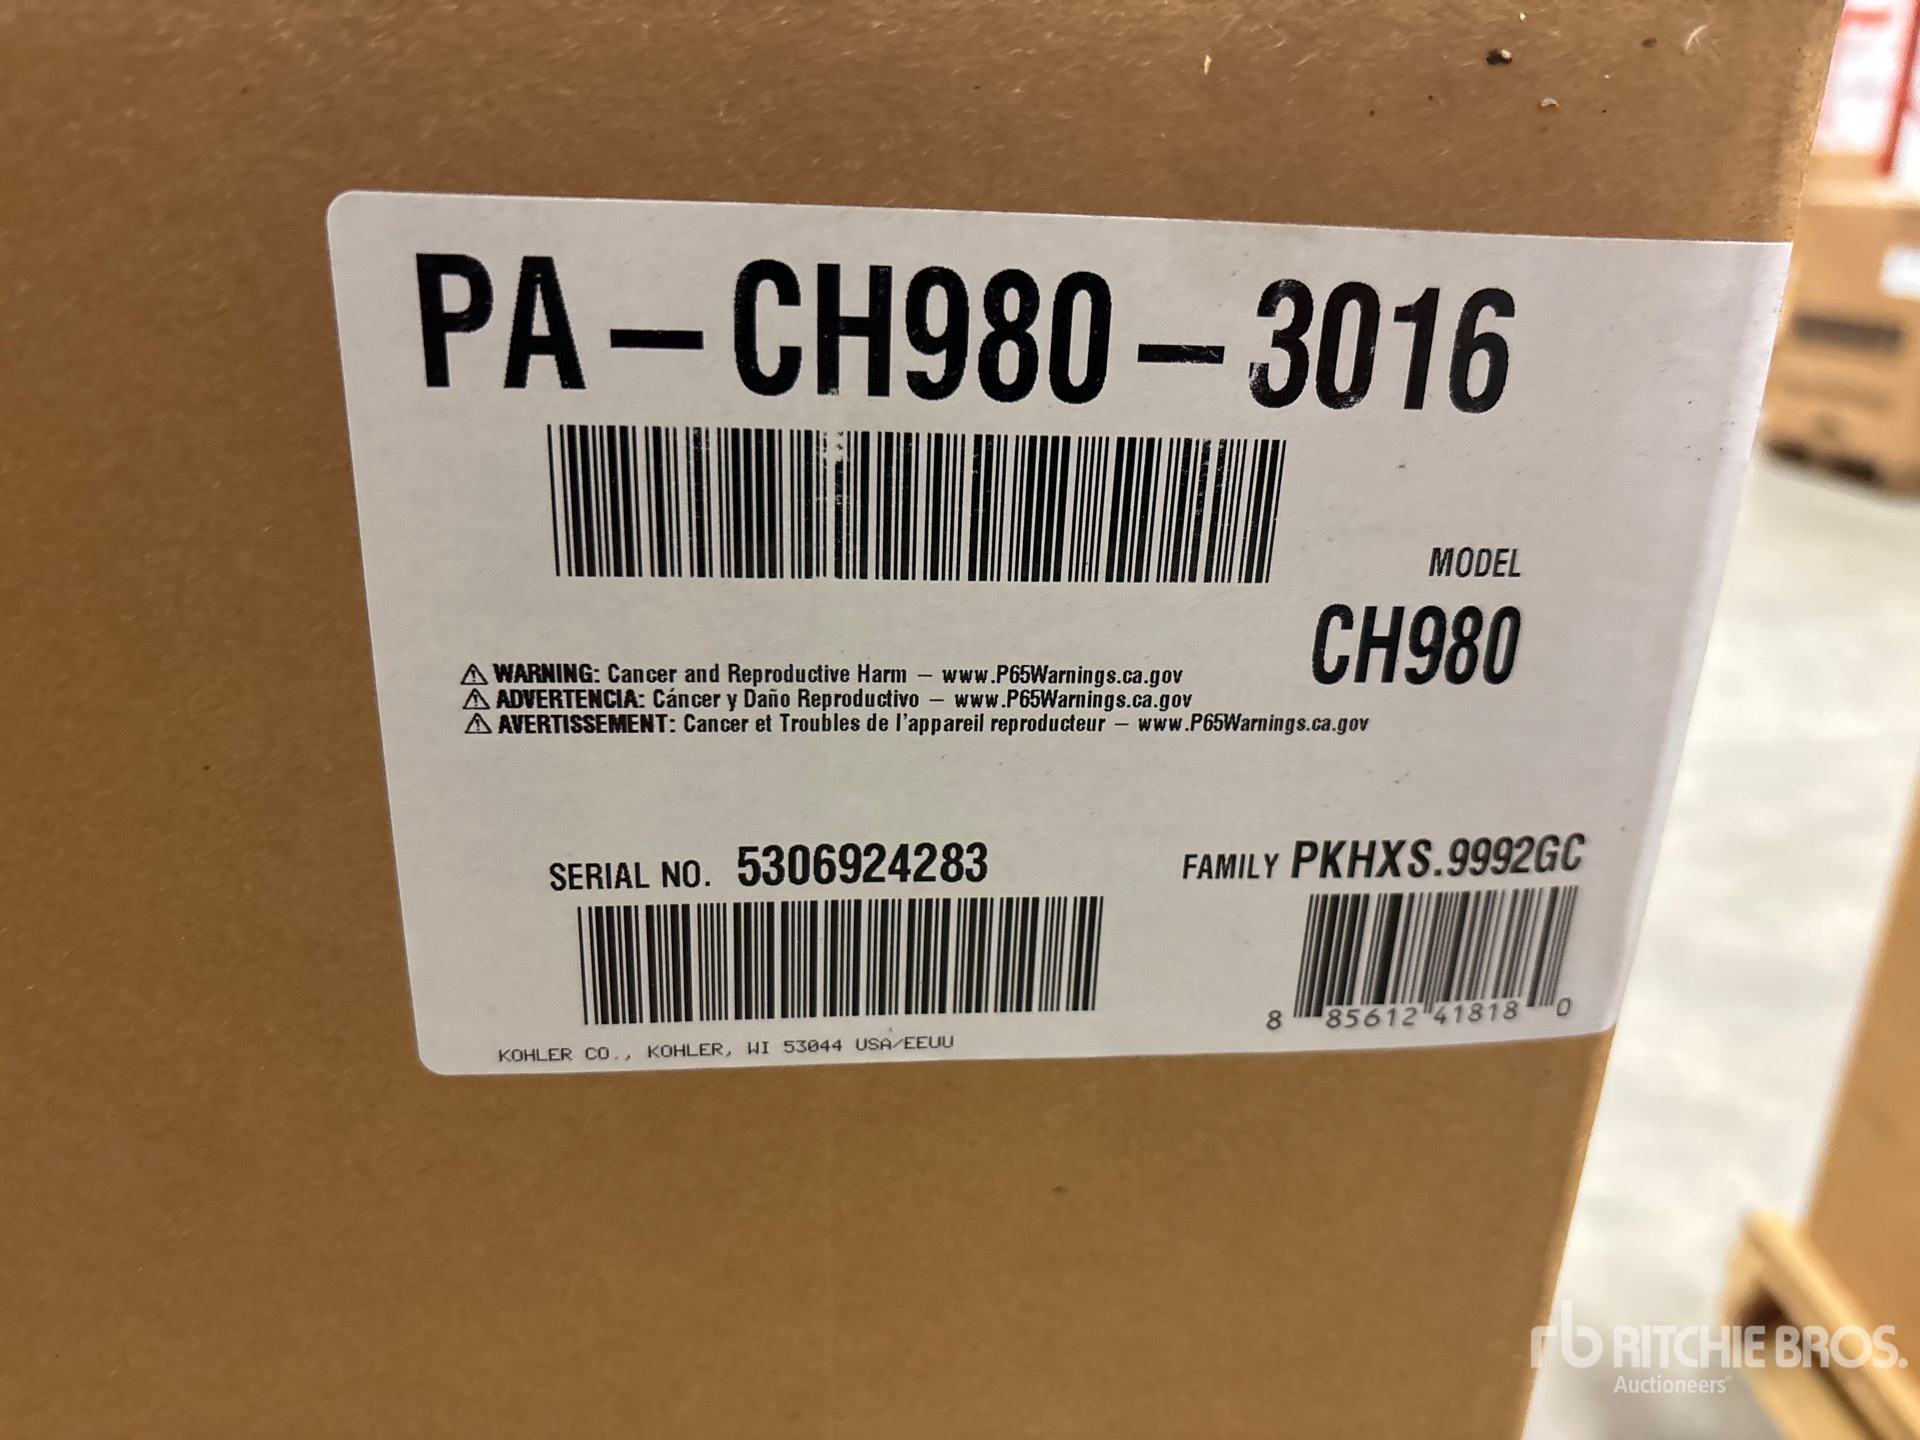 PA-CH980-3016
MODEL
CH980
⚠ WARNING: Cancer and Reproductive Harm – www.P65Warnings.ca.gov
⚠ ADVERTENCIA: Cáncer y Daño Reproductivo – www.P65Warnings.ca.gov
⚠ AVERTISSEMENT: Cancer et Troubles de l'appareil reproducteur – www.P65Warnings.ca.gov
SERIAL NO. 5306924283
FAMILY PKHXS.9992GC
8 85612 41818 0
KOHLER CO., KOHLER, WI 53044 USA/EEUU
rb RITCHIE BROS.
Auctioneers